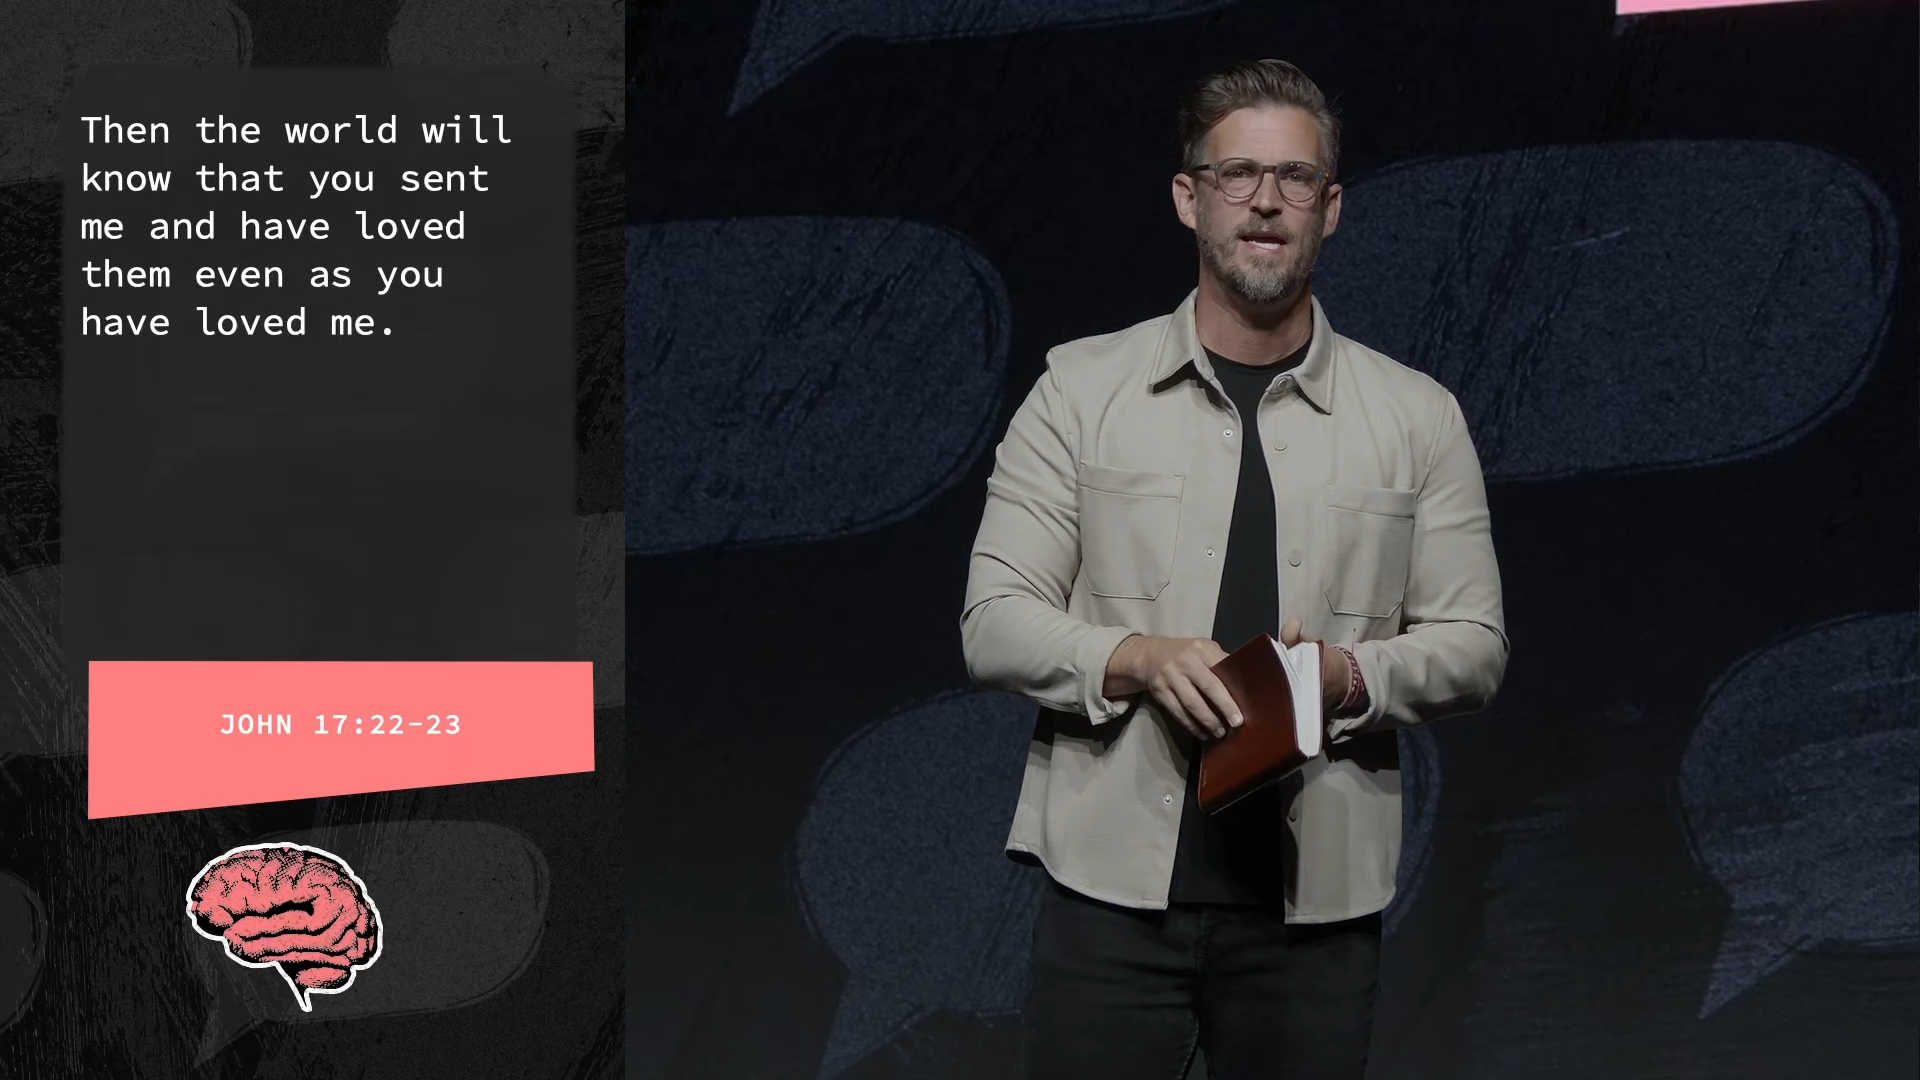 Then the world will
know that you sent
me and have loved
them even as you
have loved me.
JOHN 17:22-23